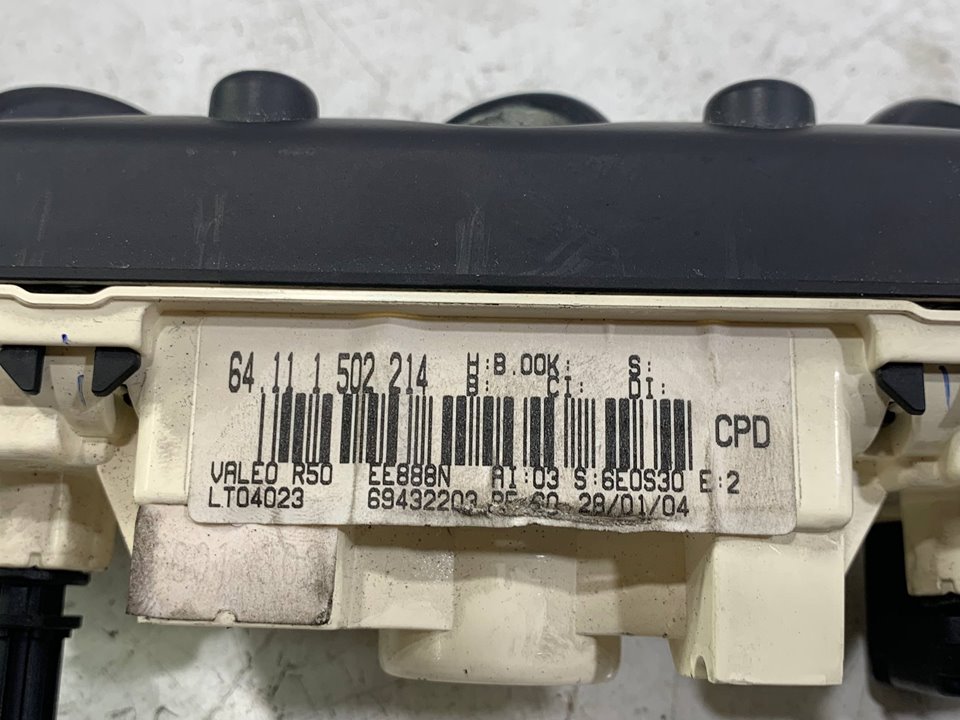 64.11 1 502 214 H:B.00K: S:
B: CI: DI:
CPD
VALEO R50 EE888N AI:03 S:6E0S30 E:2
LT04023 69432203 28/01/04